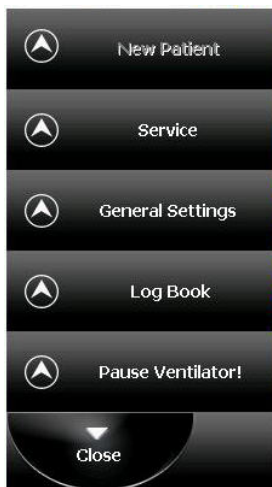 New Patient
Service
General Settings
Log Book
Pause Ventilator!
Close